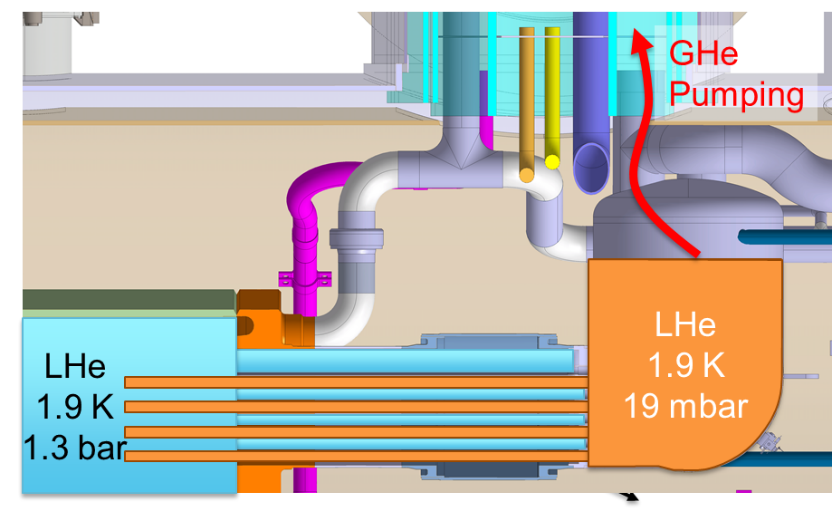 GHe
Pumping
LHe
1.9 K
19 mbar
LHe
1.9 K
1.3 bar